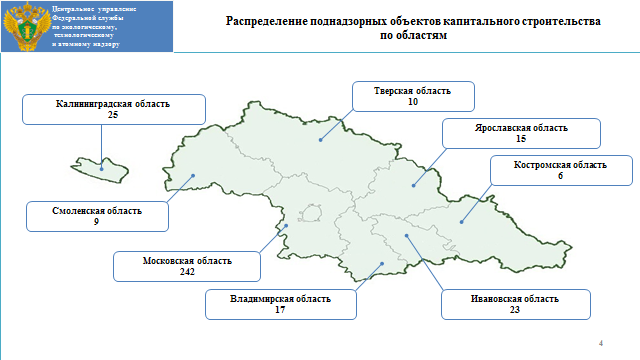 Центральное управление
Федеральной службы
по экологическому,
технологическому
и атомному надзору
Распределение поднадзорных объектов капитального строительства
по областям
Тверская область
10
Калининградская область
25
Ярославская область
15
Костромская область
6
Смоленская область
9
Московская область
242
Владимирская область
17
Ивановская область
23
4